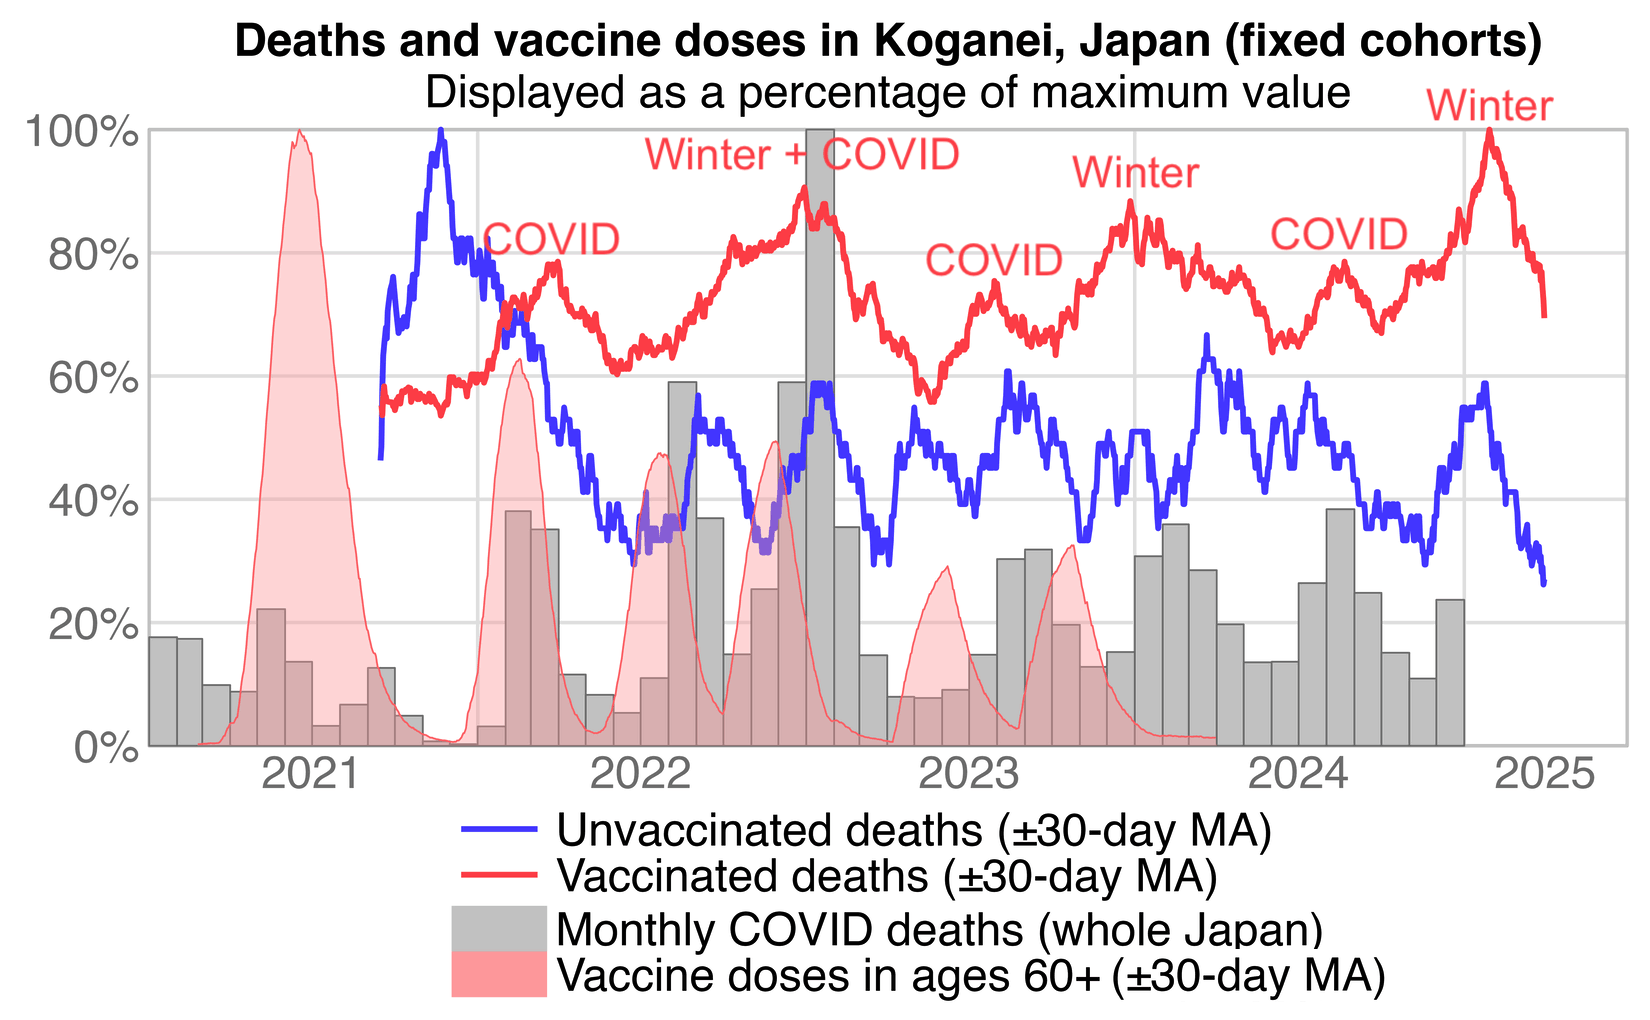 Deaths and vaccine doses in Koganei, Japan (fixed cohorts)
Displayed as a percentage of maximum value
Winter
100%
Winter + COVID
Winter
COVID
COVID
COVID
80%
60%
40%
20%
0%
2021 2022 2023 2024 2025
Unvaccinated deaths (±30-day MA)
Vaccinated deaths (±30-day MA)
Monthly COVID deaths (whole Japan)
Vaccine doses in ages 60+ (±30-day MA)